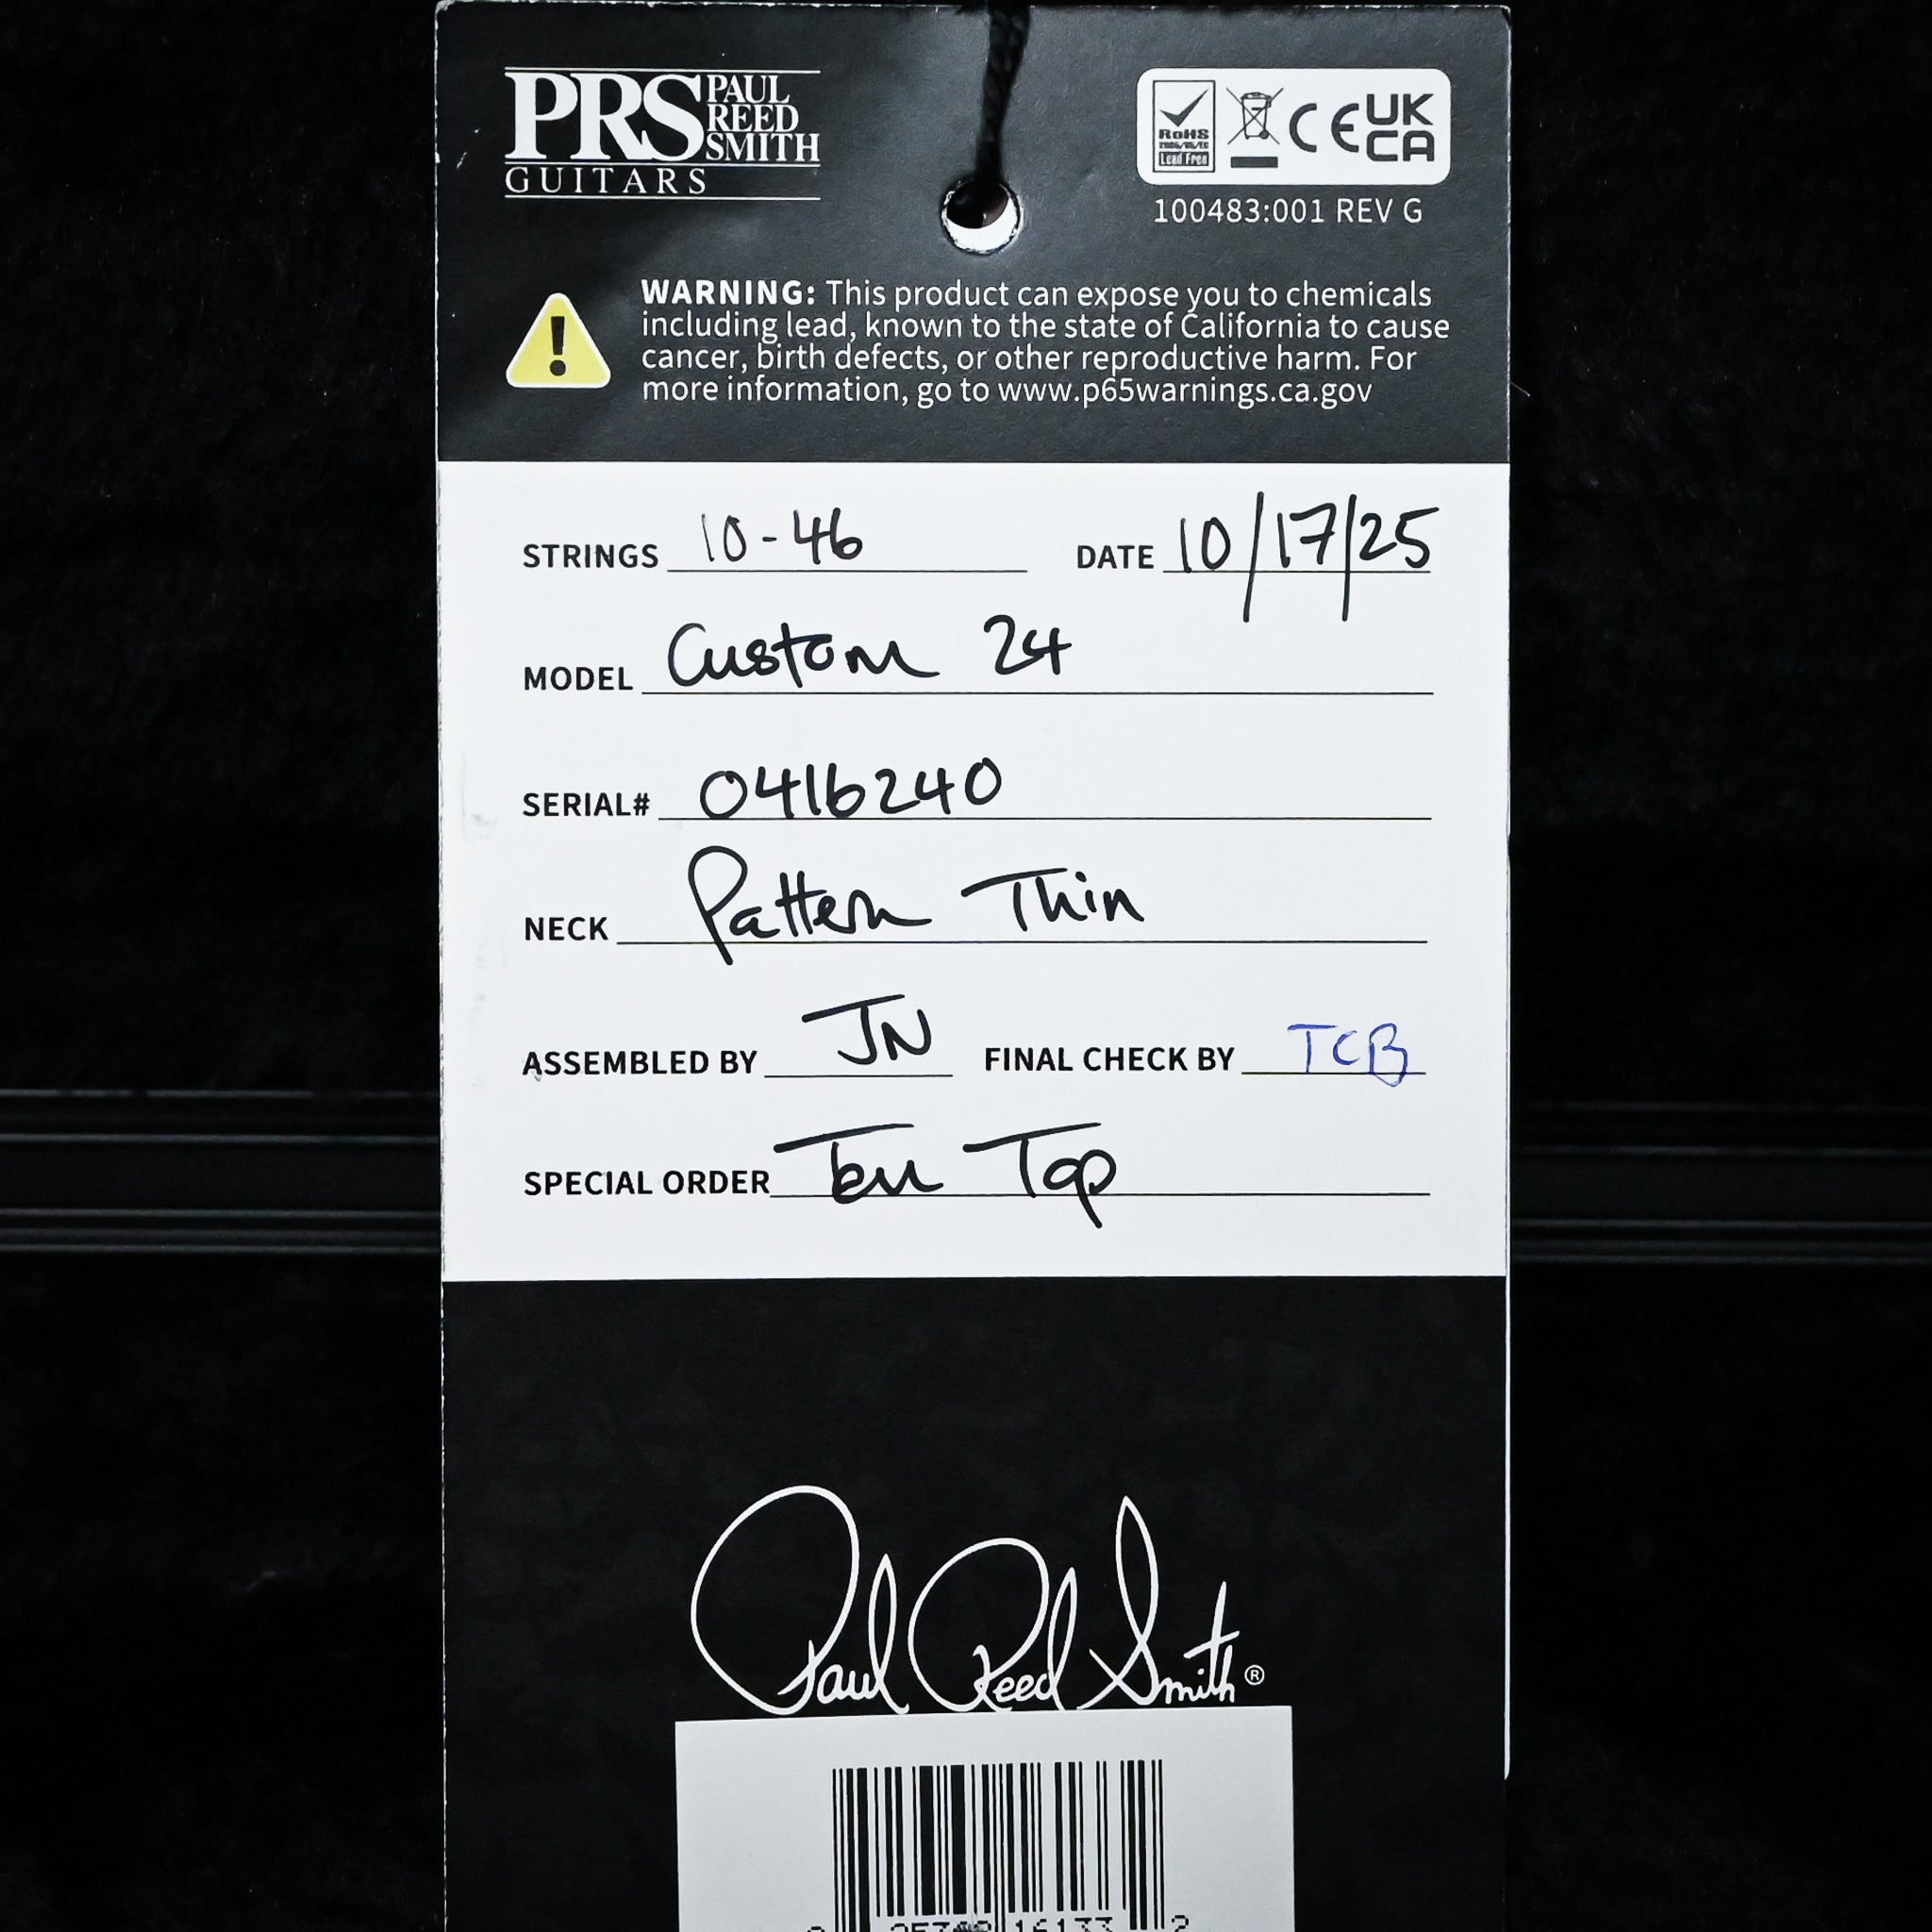 PRS PAUL REED SMITH
GUITARS
RoHS
Lead Free
CE UK CA
100483:001 REV G
WARNING: This product can expose you to chemicals
including lead, known to the state of California to cause
cancer, birth defects, or other reproductive harm. For
more information, go to www.p65warnings.ca.gov
STRINGS 10-46 DATE 10/17/25
MODEL Custom 24
SERIAL# 0416240
NECK Pattern Thin
ASSEMBLED BY JN FINAL CHECK BY TCB
SPECIAL ORDER Ten Top
Paul Reed Smith®